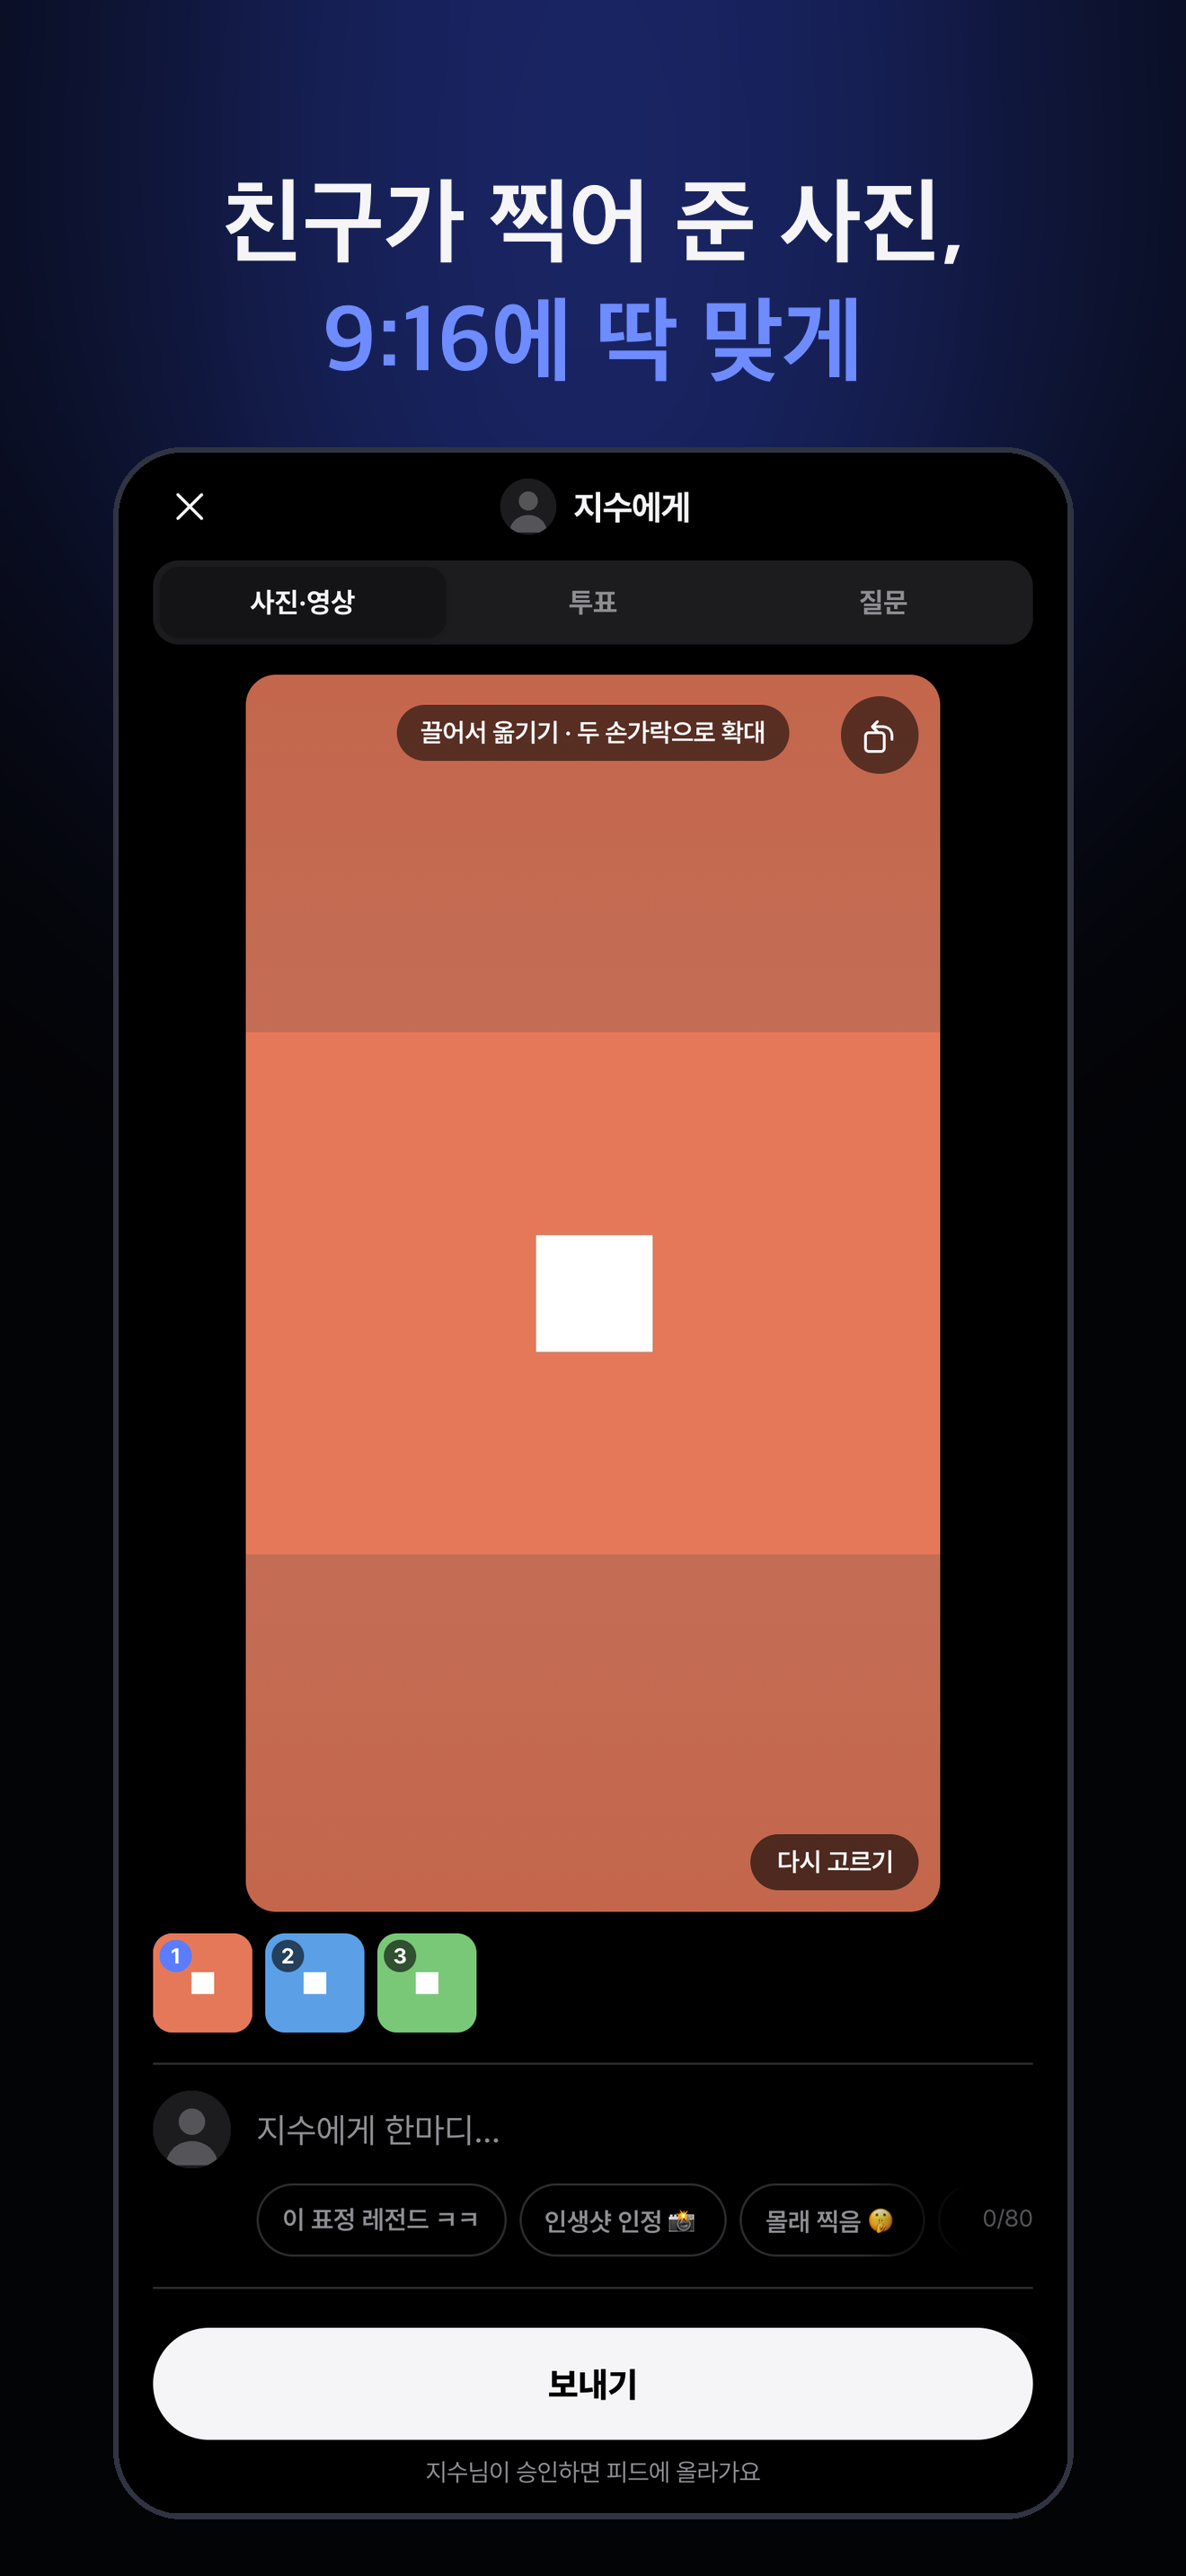 친구가 찍어 준 사진,
9:16에 딱 맞게
지수에게
사진·영상 투표 질문
끌어서 옮기기 · 두 손가락으로 확대
다시 고르기
1 2 3
지수에게 한마디...
이 표정 레전드 ㅋㅋ 인생샷 인정 📸 몰래 찍음 🤫 0/80
보내기
지수님이 승인하면 피드에 올라가요